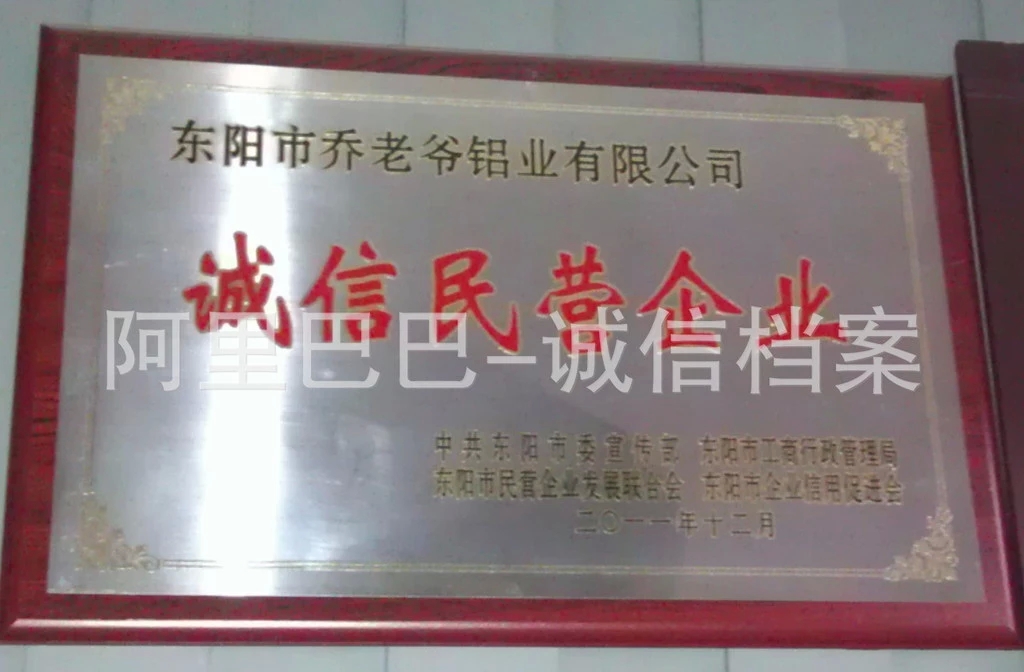 东阳市乔老爷铝业有限公司
诚信民营企业
阿里巴巴-诚信档案
中共东阳市委宣传部 东阳市工商行政管理局
东阳市民营企业发展联合会 东阳市企业信用促进会
二〇一一年十二月